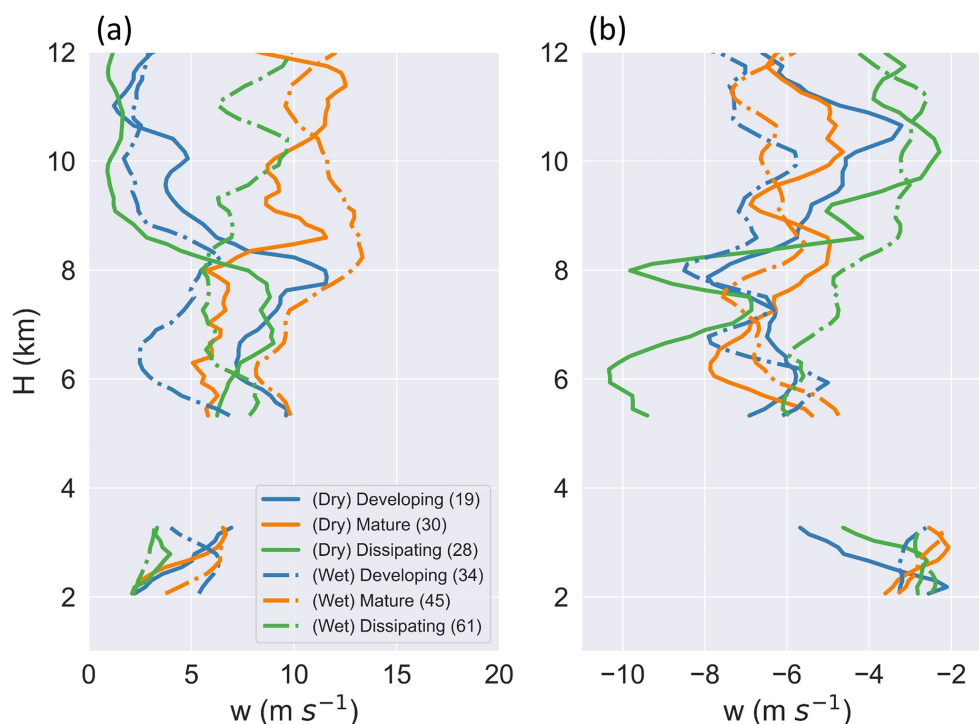 (a)
(b)
12
10
8
6
4
2
H (km)
(Dry) Developing (19)
(Dry) Mature (30)
(Dry) Dissipating (28)
(Wet) Developing (34)
(Wet) Mature (45)
(Wet) Dissipating (61)
0 5 10 15 20
w (m s⁻¹)
12
10
8
6
4
2
−10 −8 −6 −4 −2
w (m s⁻¹)